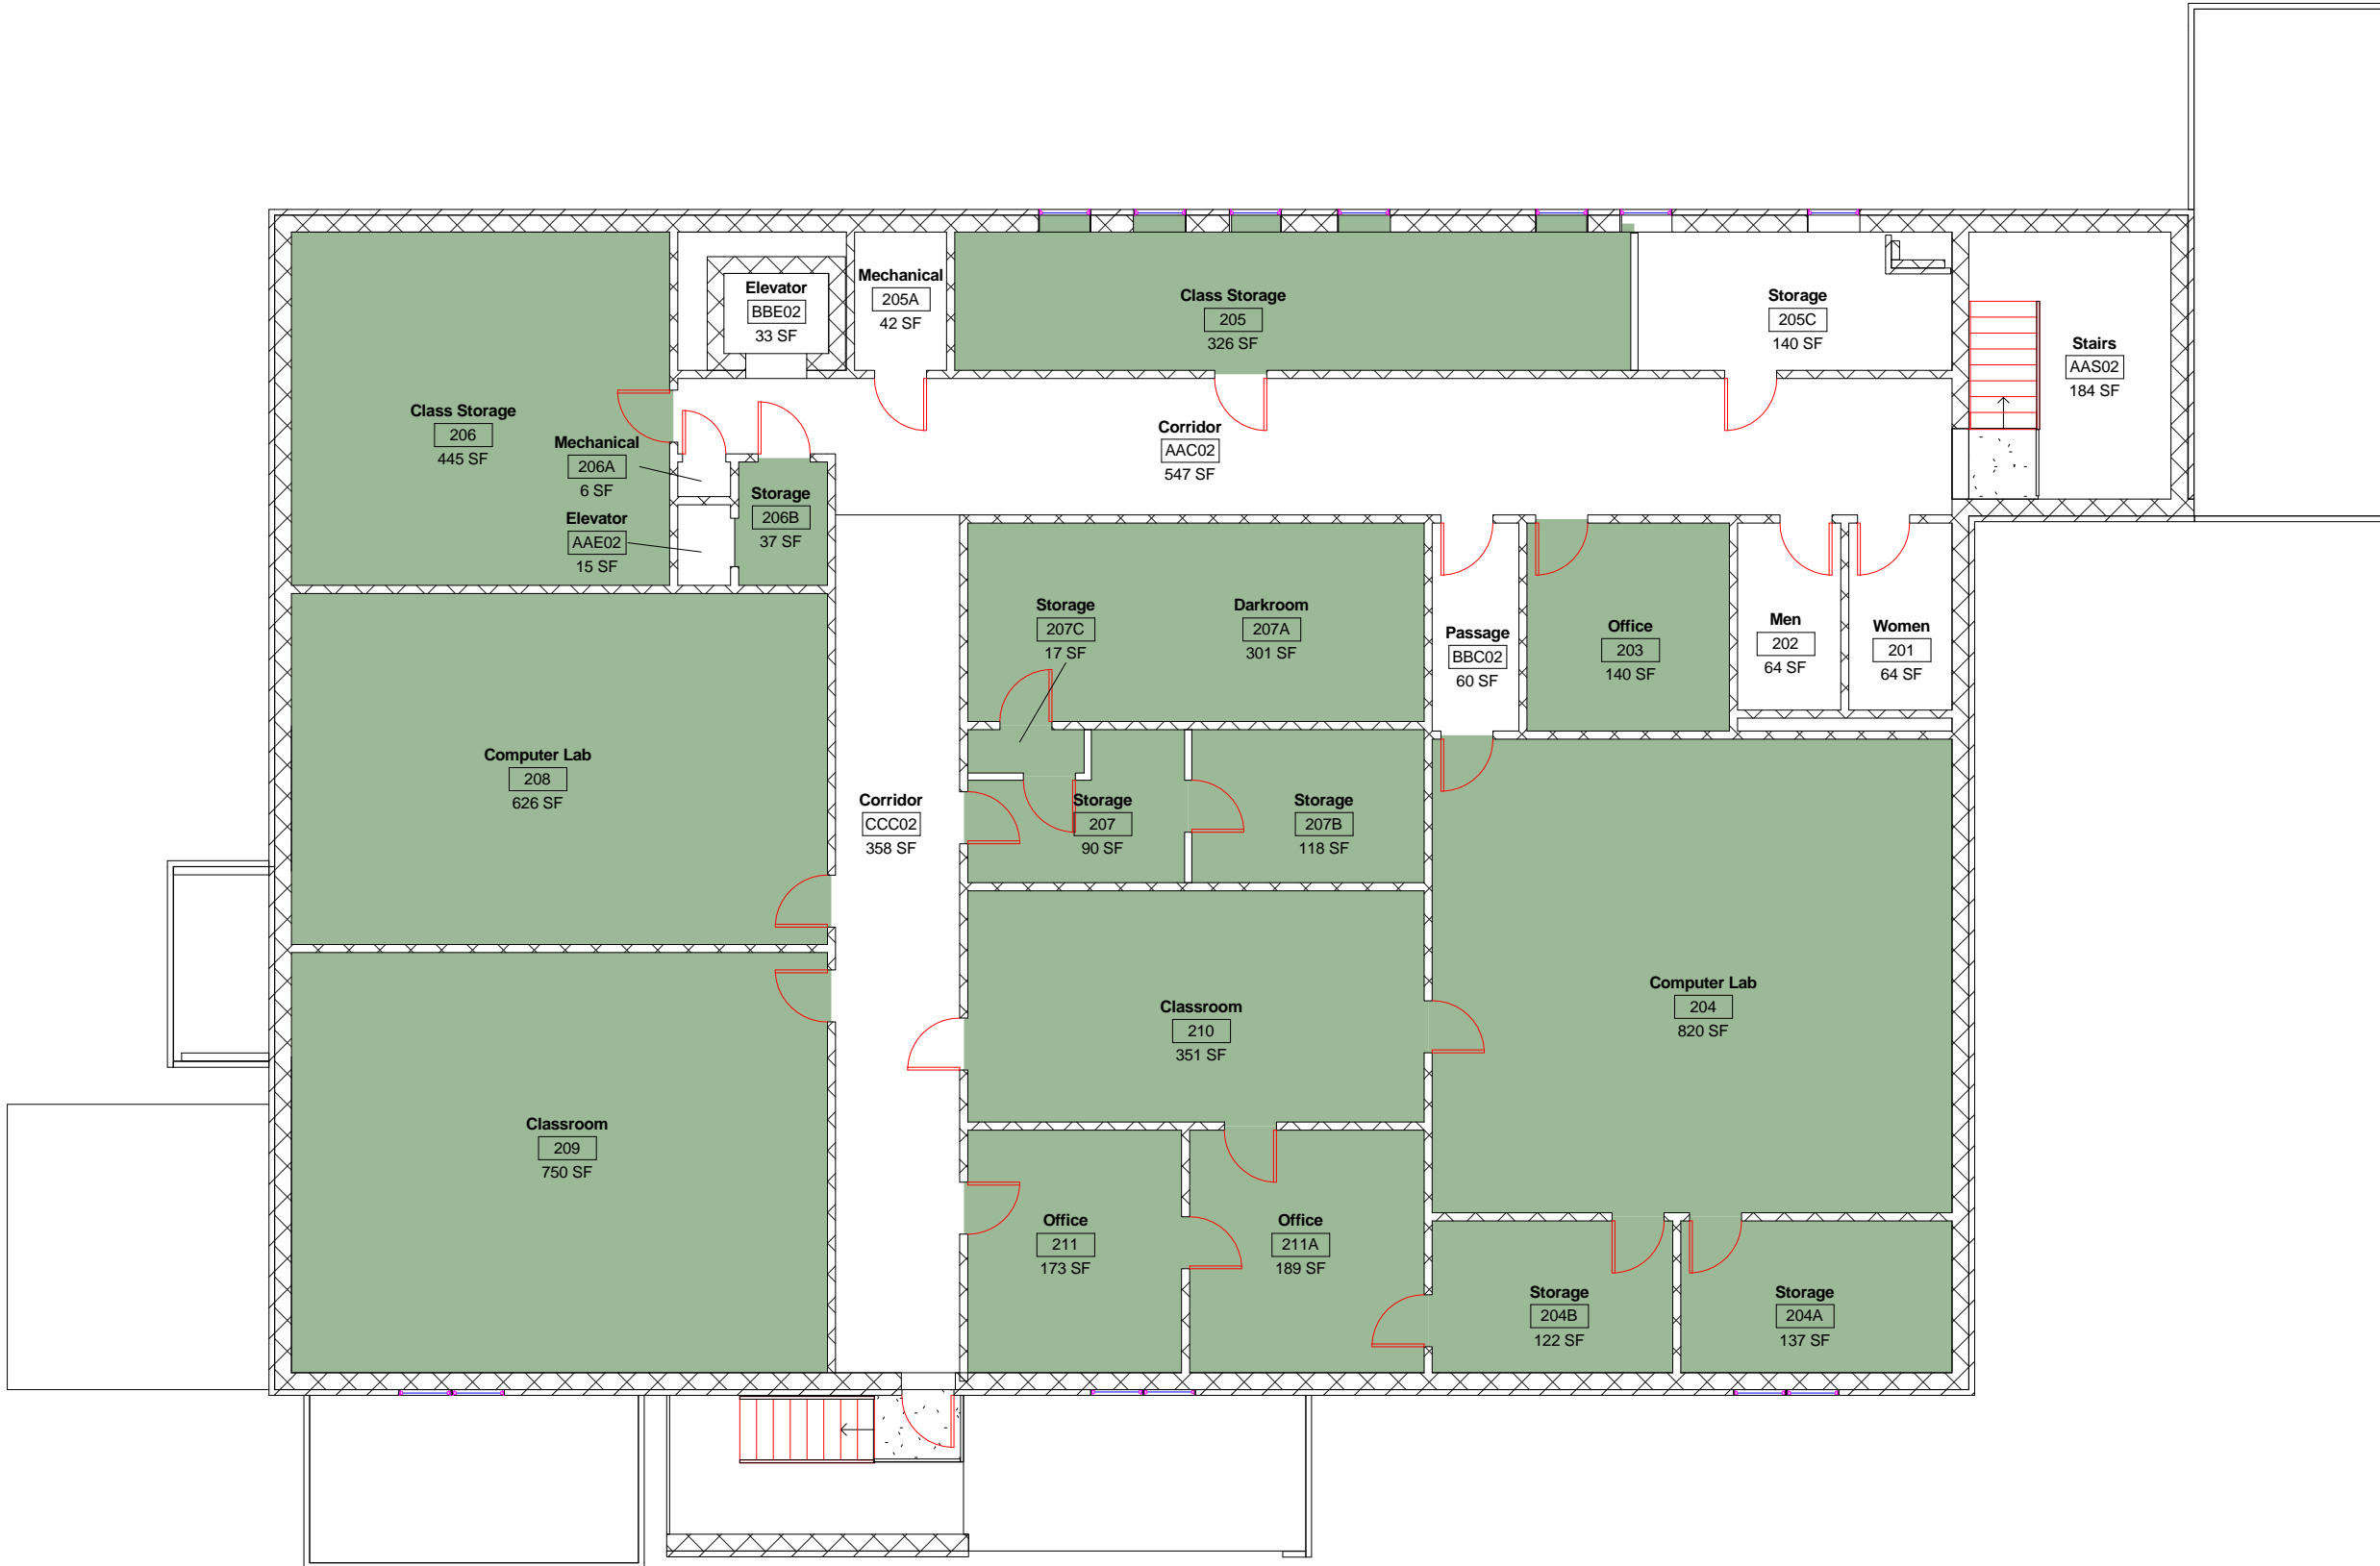 Elevator
BBE02
33 SF
Mechanical
205A
42 SF
Class Storage
205
326 SF
Storage
205C
140 SF
Stairs
AAS02
184 SF
Class Storage
206
445 SF
Mechanical
206A
6 SF
Elevator
AAE02
15 SF
Storage
206B
37 SF
Corridor
AAC02
547 SF
Storage
207C
17 SF
Darkroom
207A
301 SF
Passage
BBC02
60 SF
Office
203
140 SF
Men
202
64 SF
Women
201
64 SF
Computer Lab
208
626 SF
Corridor
CCC02
358 SF
Storage
207
90 SF
Storage
207B
118 SF
Classroom
210
351 SF
Computer Lab
204
820 SF
Classroom
209
750 SF
Office
211
173 SF
Office
211A
189 SF
Storage
204B
122 SF
Storage
204A
137 SF